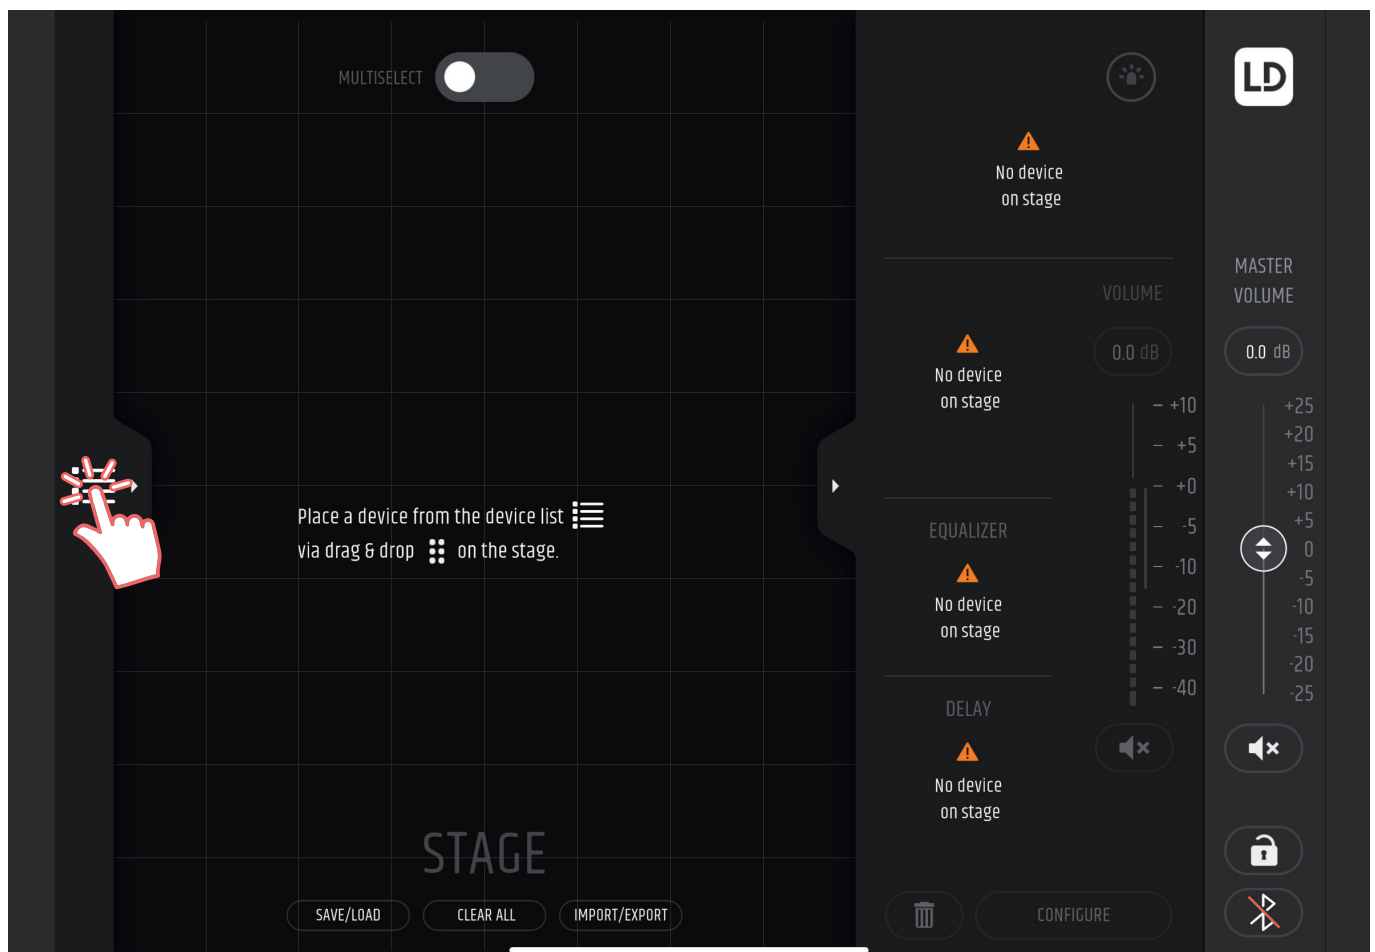 MULTISELECT
LD
No device
on stage
MASTER
VOLUME
VOLUME
0.0 dB
0.0 dB
No device
on stage
+10
+5
+0
-5
-10
-20
-30
-40
+25
+20
+15
+10
+5
0
-5
-10
-15
-20
-25
Place a device from the device list
via drag & drop on the stage.
EQUALIZER
No device
on stage
DELAY
No device
on stage
STAGE
SAVE/LOAD
CLEAR ALL
IMPORT/EXPORT
CONFIGURE